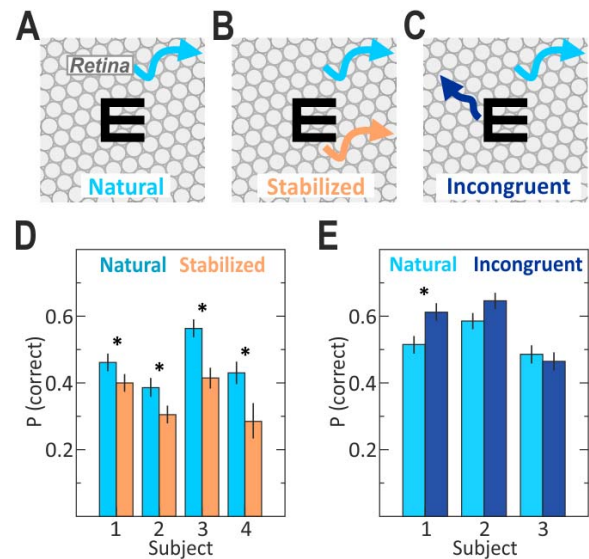 A B C
Retina
E E E
Natural Stabilized Incongruent
D E
Natural Stabilized
* * * *
P (correct)
0.6
0.4
0.2
1 2 3 4
Subject
Natural Incongruent
*
P (correct)
0.6
0.4
0.2
1 2 3
Subject